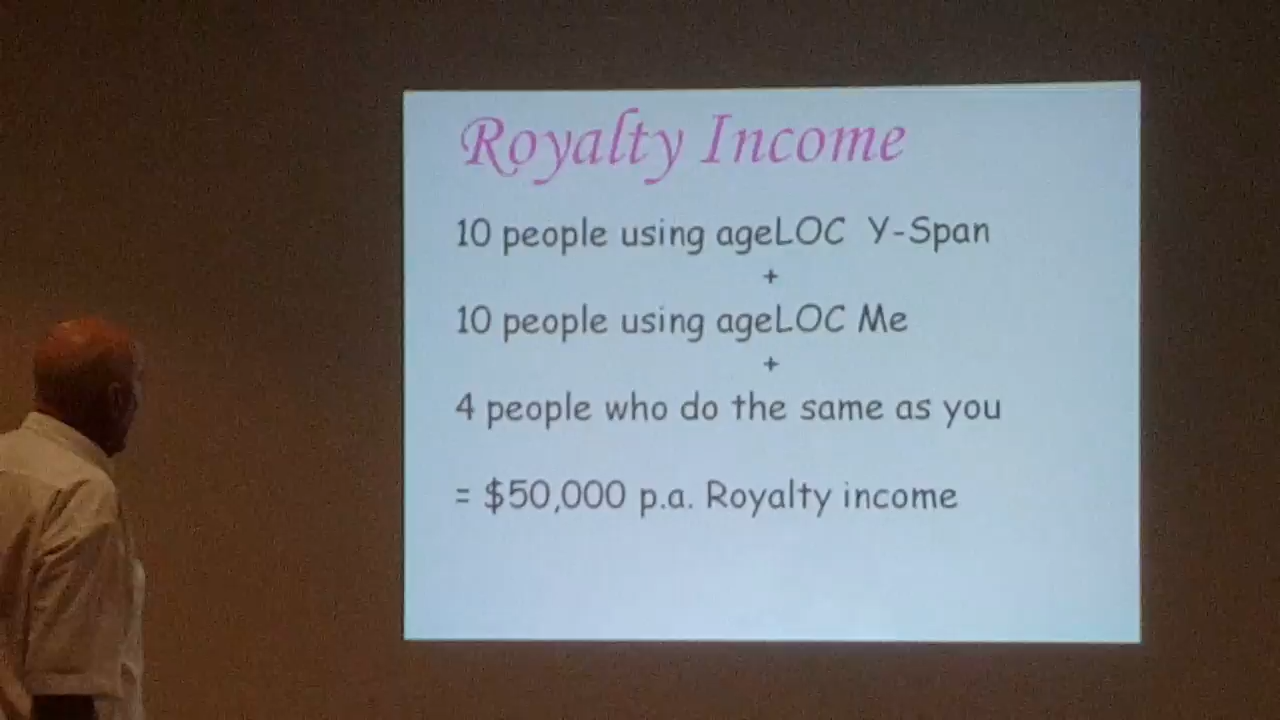 Royalty Income
10 people using ageLOC Y-Span
+
10 people using ageLOC Me
+
4 people who do the same as you
= $50,000 p.a. Royalty income